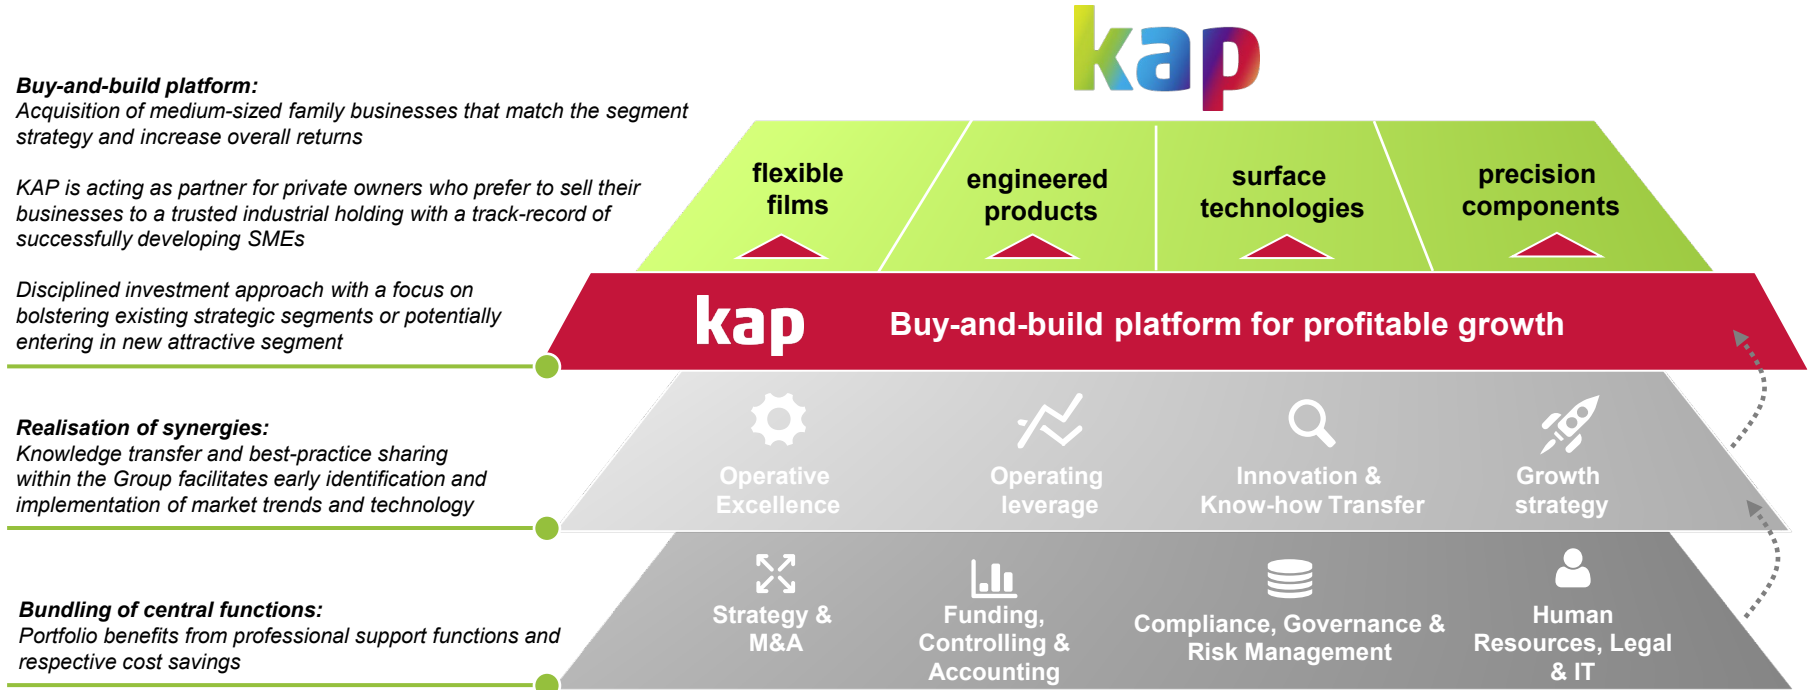 kap
Buy-and-build platform:
Acquisition of medium-sized family businesses that match the segment
strategy and increase overall returns
KAP is acting as partner for private owners who prefer to sell their
businesses to a trusted industrial holding with a track-record of
successfully developing SMEs
Disciplined investment approach with a focus on
bolstering existing strategic segments or potentially
entering in new attractive segment
flexible
films
engineered
products
surface
technologies
precision
components
kap
Buy-and-build platform for profitable growth
Realisation of synergies:
Knowledge transfer and best-practice sharing
within the Group facilitates early identification and
implementation of market trends and technology
Operative
Excellence
Operating
leverage
Innovation &
Know-how Transfer
Growth
strategy
Bundling of central functions:
Portfolio benefits from professional support functions and
respective cost savings
Strategy &
M&A
Funding,
Controlling &
Accounting
Compliance, Governance &
Risk Management
Human
Resources, Legal
& IT